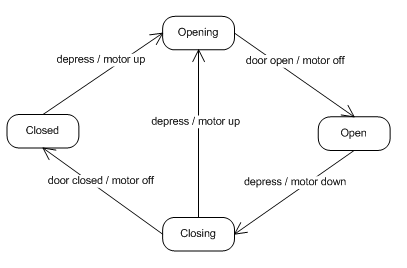 Opening
depress / motor up
door open / motor off
depress / motor up
Closed
Open
door closed / motor off
depress / motor down
Closing